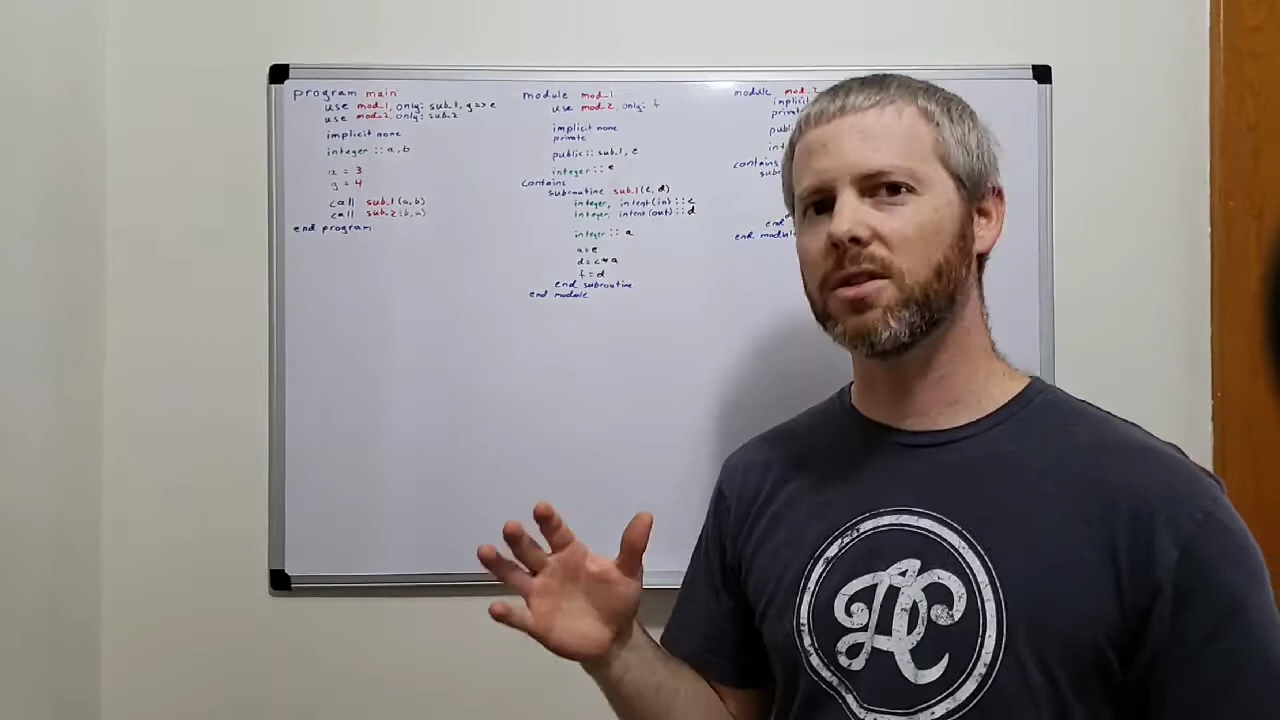 program main
use mod_1, only: sub_1, g=>e
use mod_2, only: sub_2
implicit none
integer :: a, b
a = 3
g = 4
call sub_1(a, b)
call sub_2(b, a)
end program
module mod_1
use mod_2, only: f
implicit none
private
public :: sub_1, e
integer :: e
contains
subroutine sub_1(c, d)
integer, intent(in) :: c
integer, intent(out) :: d
integer :: a
a = e
d = c * a
f = d
end subroutine
end module
module mod_2
contains
end module